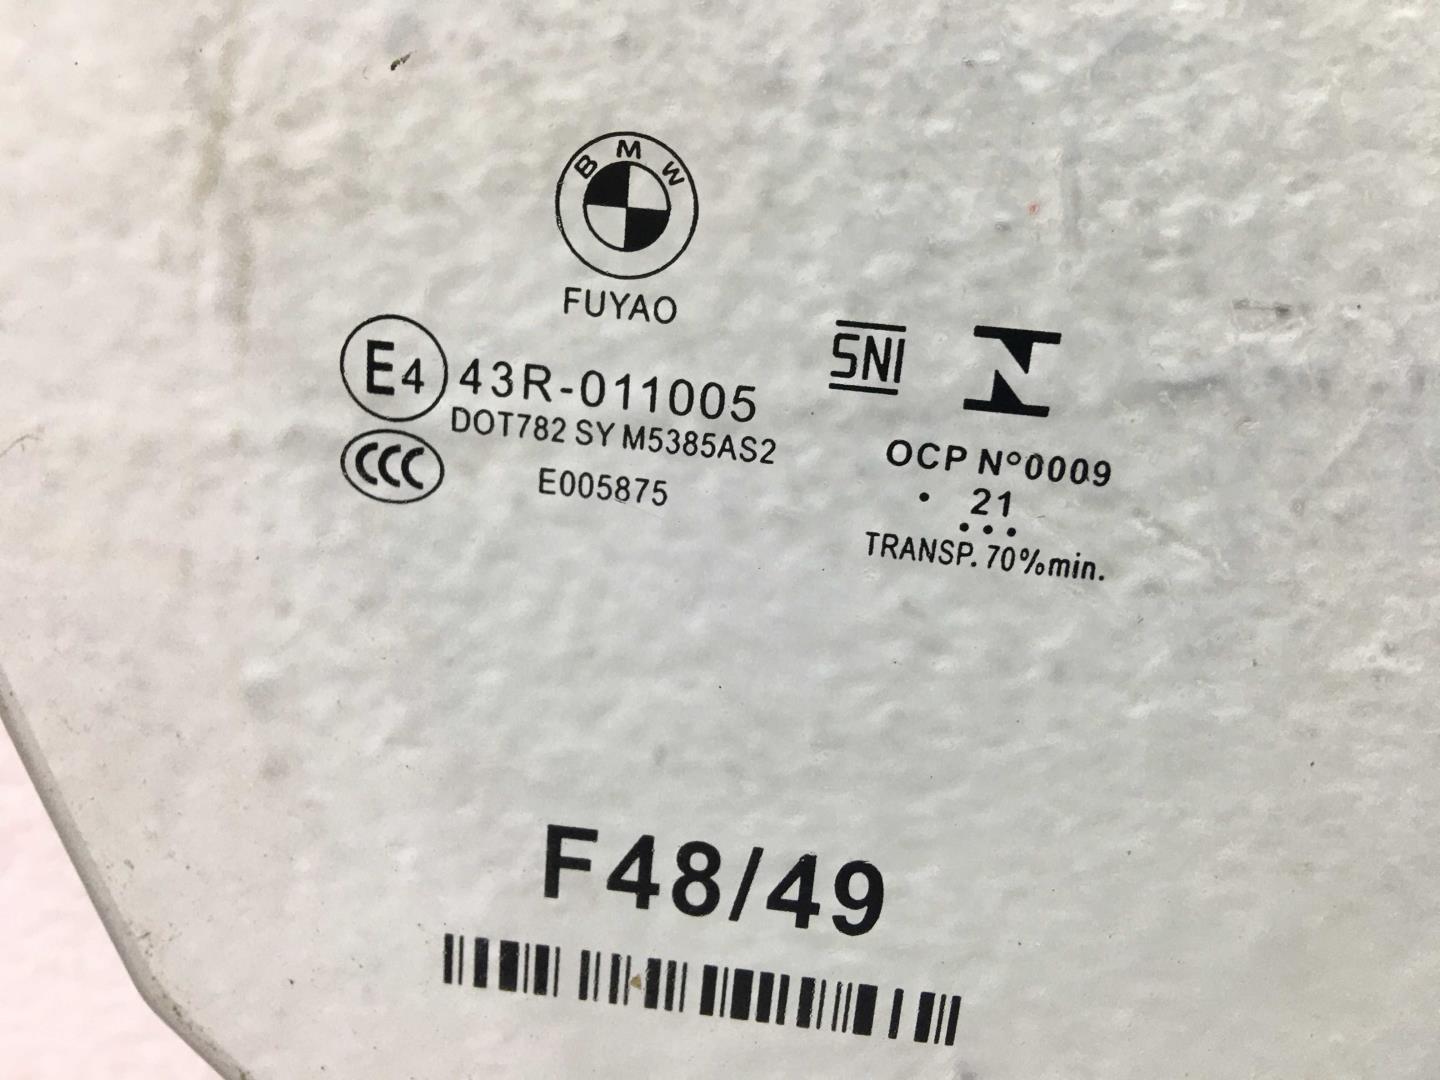 BMW
FUYAO
E4 43R-011005
DOT782 SY M5385AS2
CCC
E005875
SNI
OCP N°0009
. 21
...
TRANSP. 70%min.
F48/49